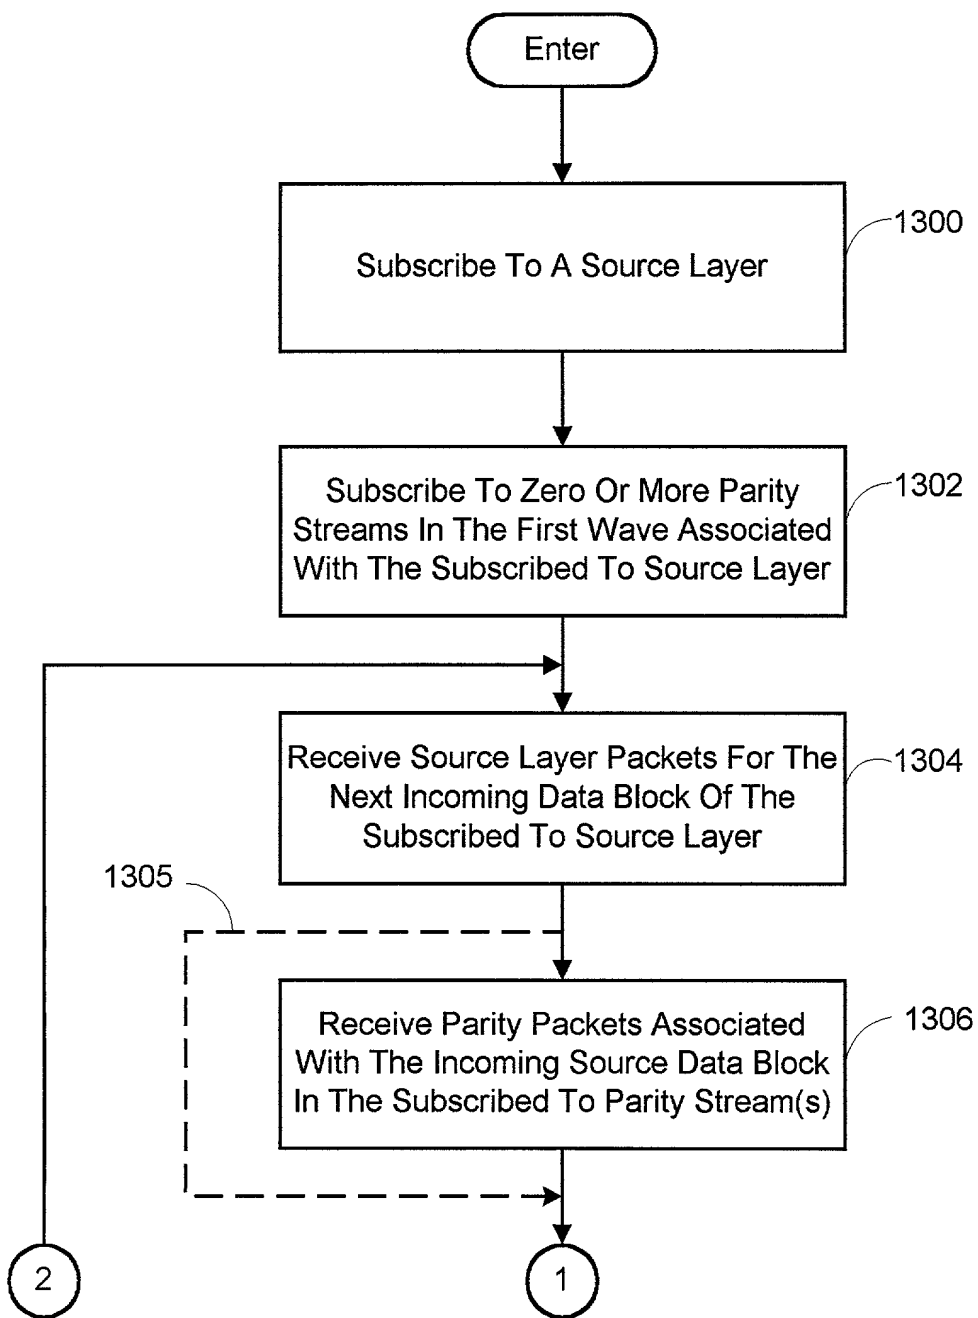 Enter
1300
Subscribe To A Source Layer
1302
Subscribe To Zero Or More Parity
Streams In The First Wave Associated
With The Subscribed To Source Layer
Receive Source Layer Packets For The
Next Incoming Data Block Of The
Subscribed To Source Layer
1304
1305
Receive Parity Packets Associated
With The Incoming Source Data Block
In The Subscribed To Parity Stream(s)
1306
2
1